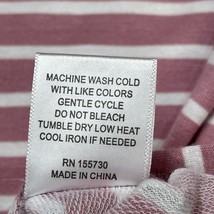 MACHINE WASH COLD
WITH LIKE COLORS
GENTLE CYCLE
DO NOT BLEACH
TUMBLE DRY LOW HEAT
COOL IRON IF NEEDED
RN 155730
MADE IN CHINA